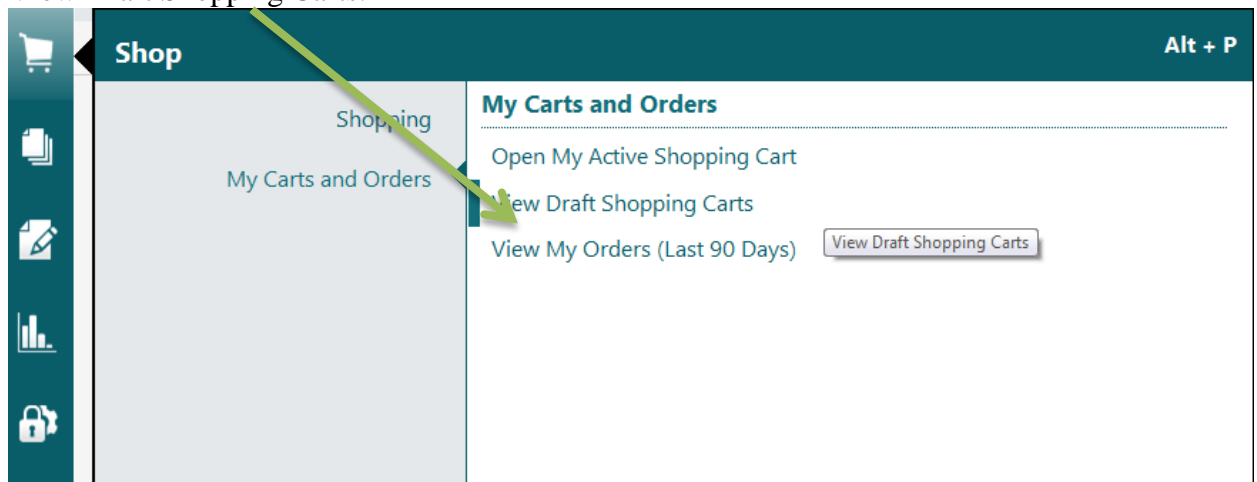 Shop
Alt + P
Shopping
My Carts and Orders
My Carts and Orders
Open My Active Shopping Cart
View Draft Shopping Carts
View My Orders (Last 90 Days)
View Draft Shopping Carts